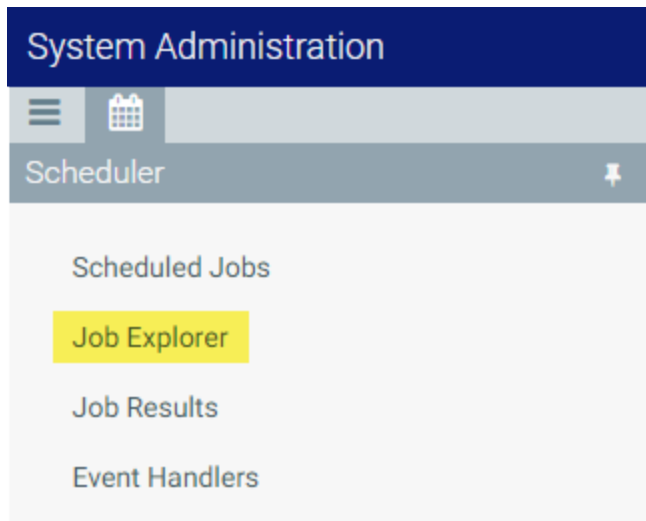 System Administration
Scheduler
Scheduled Jobs
Job Explorer
Job Results
Event Handlers